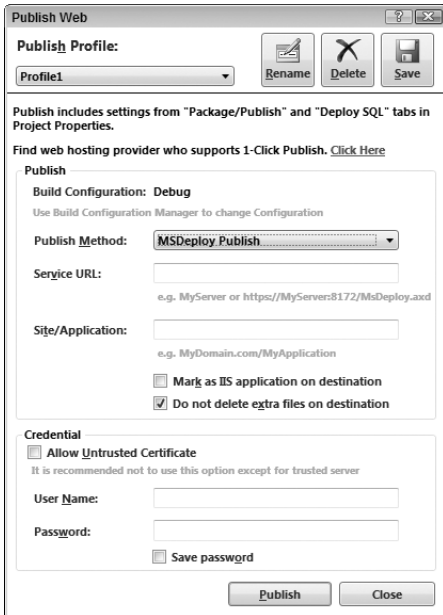 Publish Web
Publish Profile:
Profile1
Rename
Delete
Save
Publish includes settings from "Package/Publish" and "Deploy SQL" tabs in
Project Properties.
Find web hosting provider who supports 1-Click Publish. Click Here
Publish
Build Configuration: Debug
Use Build Configuration Manager to change Configuration
Publish Method: MSDeploy Publish
Service URL:
e.g. MyServer or https://MyServer:8172/MsDeploy.axd
Site/Application:
e.g. MyDomain.com/MyApplication
Mark as IIS application on destination
Do not delete extra files on destination
Credential
Allow Untrusted Certificate
It is recommended not to use this option except for trusted server
User Name:
Password:
Save password
Publish Close